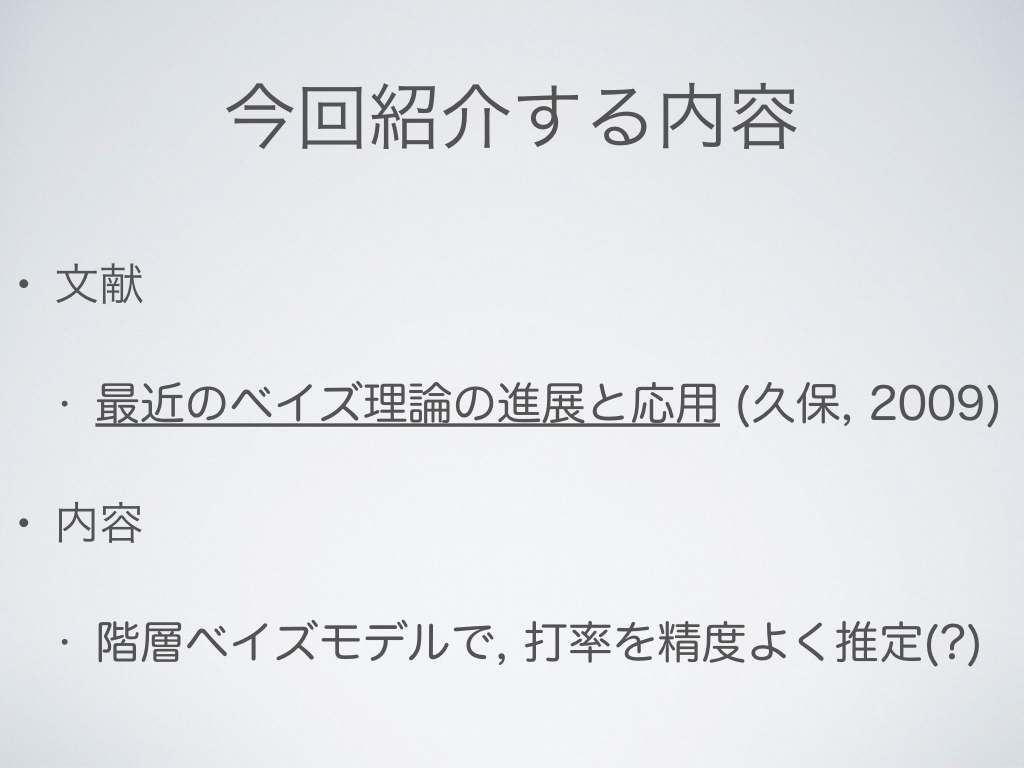 今回紹介する内容
• 文献
• 最近のベイズ理論の進展と応用 (久保, 2009)
• 内容
• 階層ベイズモデルで, 打率を精度よく推定(?)